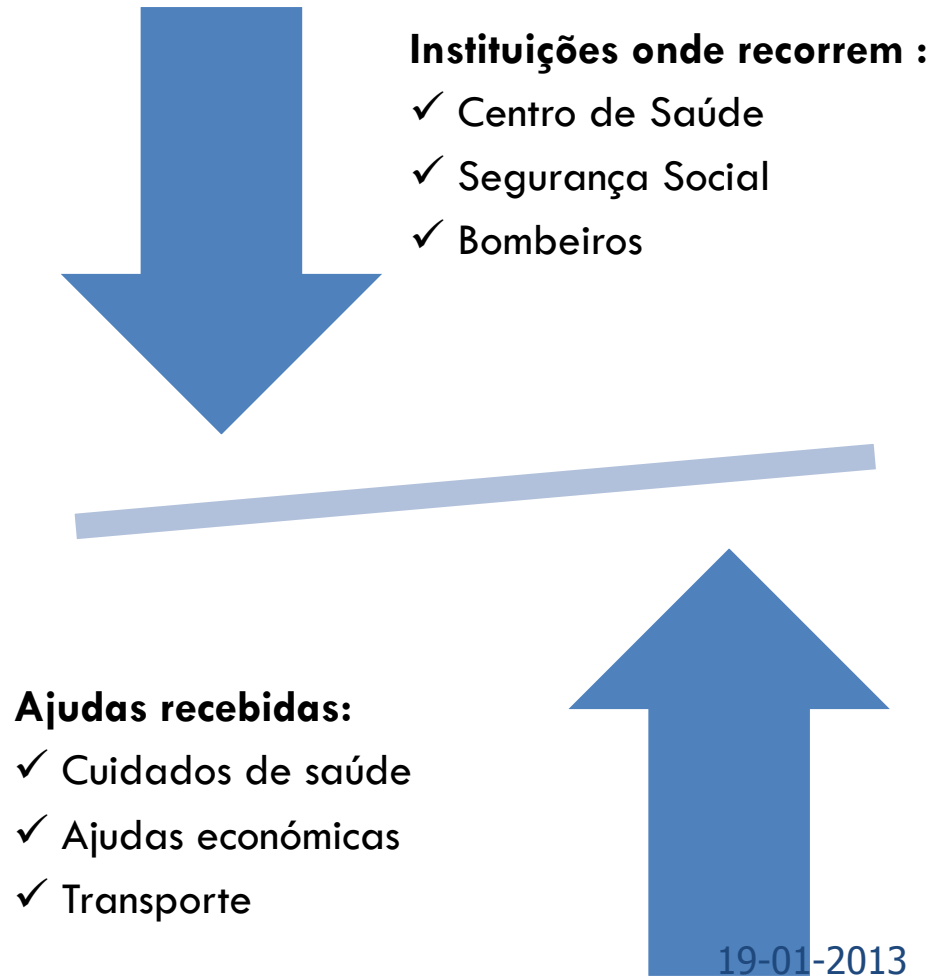 Instituições onde recorrem :
✓ Centro de Saúde
✓ Segurança Social
✓ Bombeiros
Ajudas recebidas:
✓ Cuidados de saúde
✓ Ajudas económicas
✓ Transporte
19-01-2013